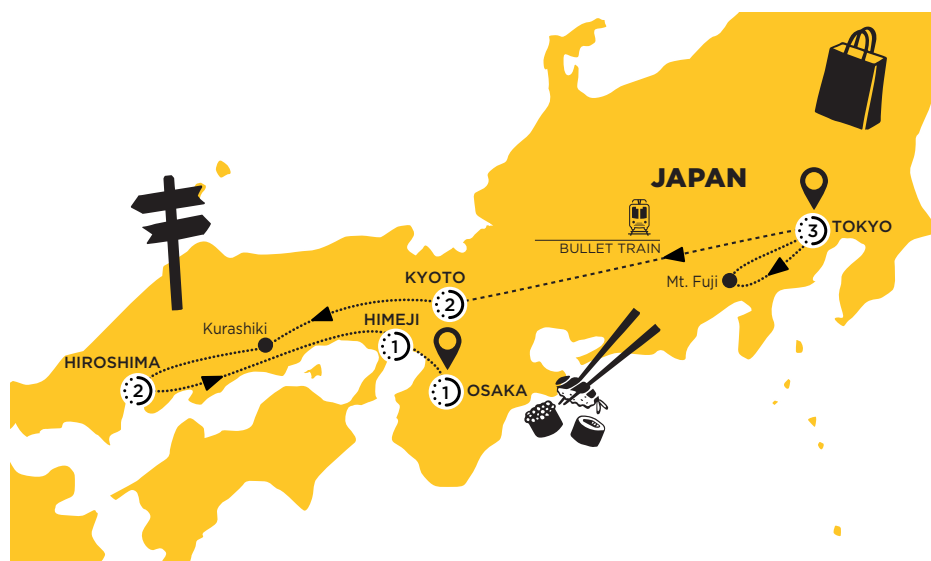 JAPAN
3
TOKYO
BULLET TRAIN
Mt. Fuji
KYOTO
2
HIMEJI
1
Kurashiki
HIROSHIMA
2
1
OSAKA